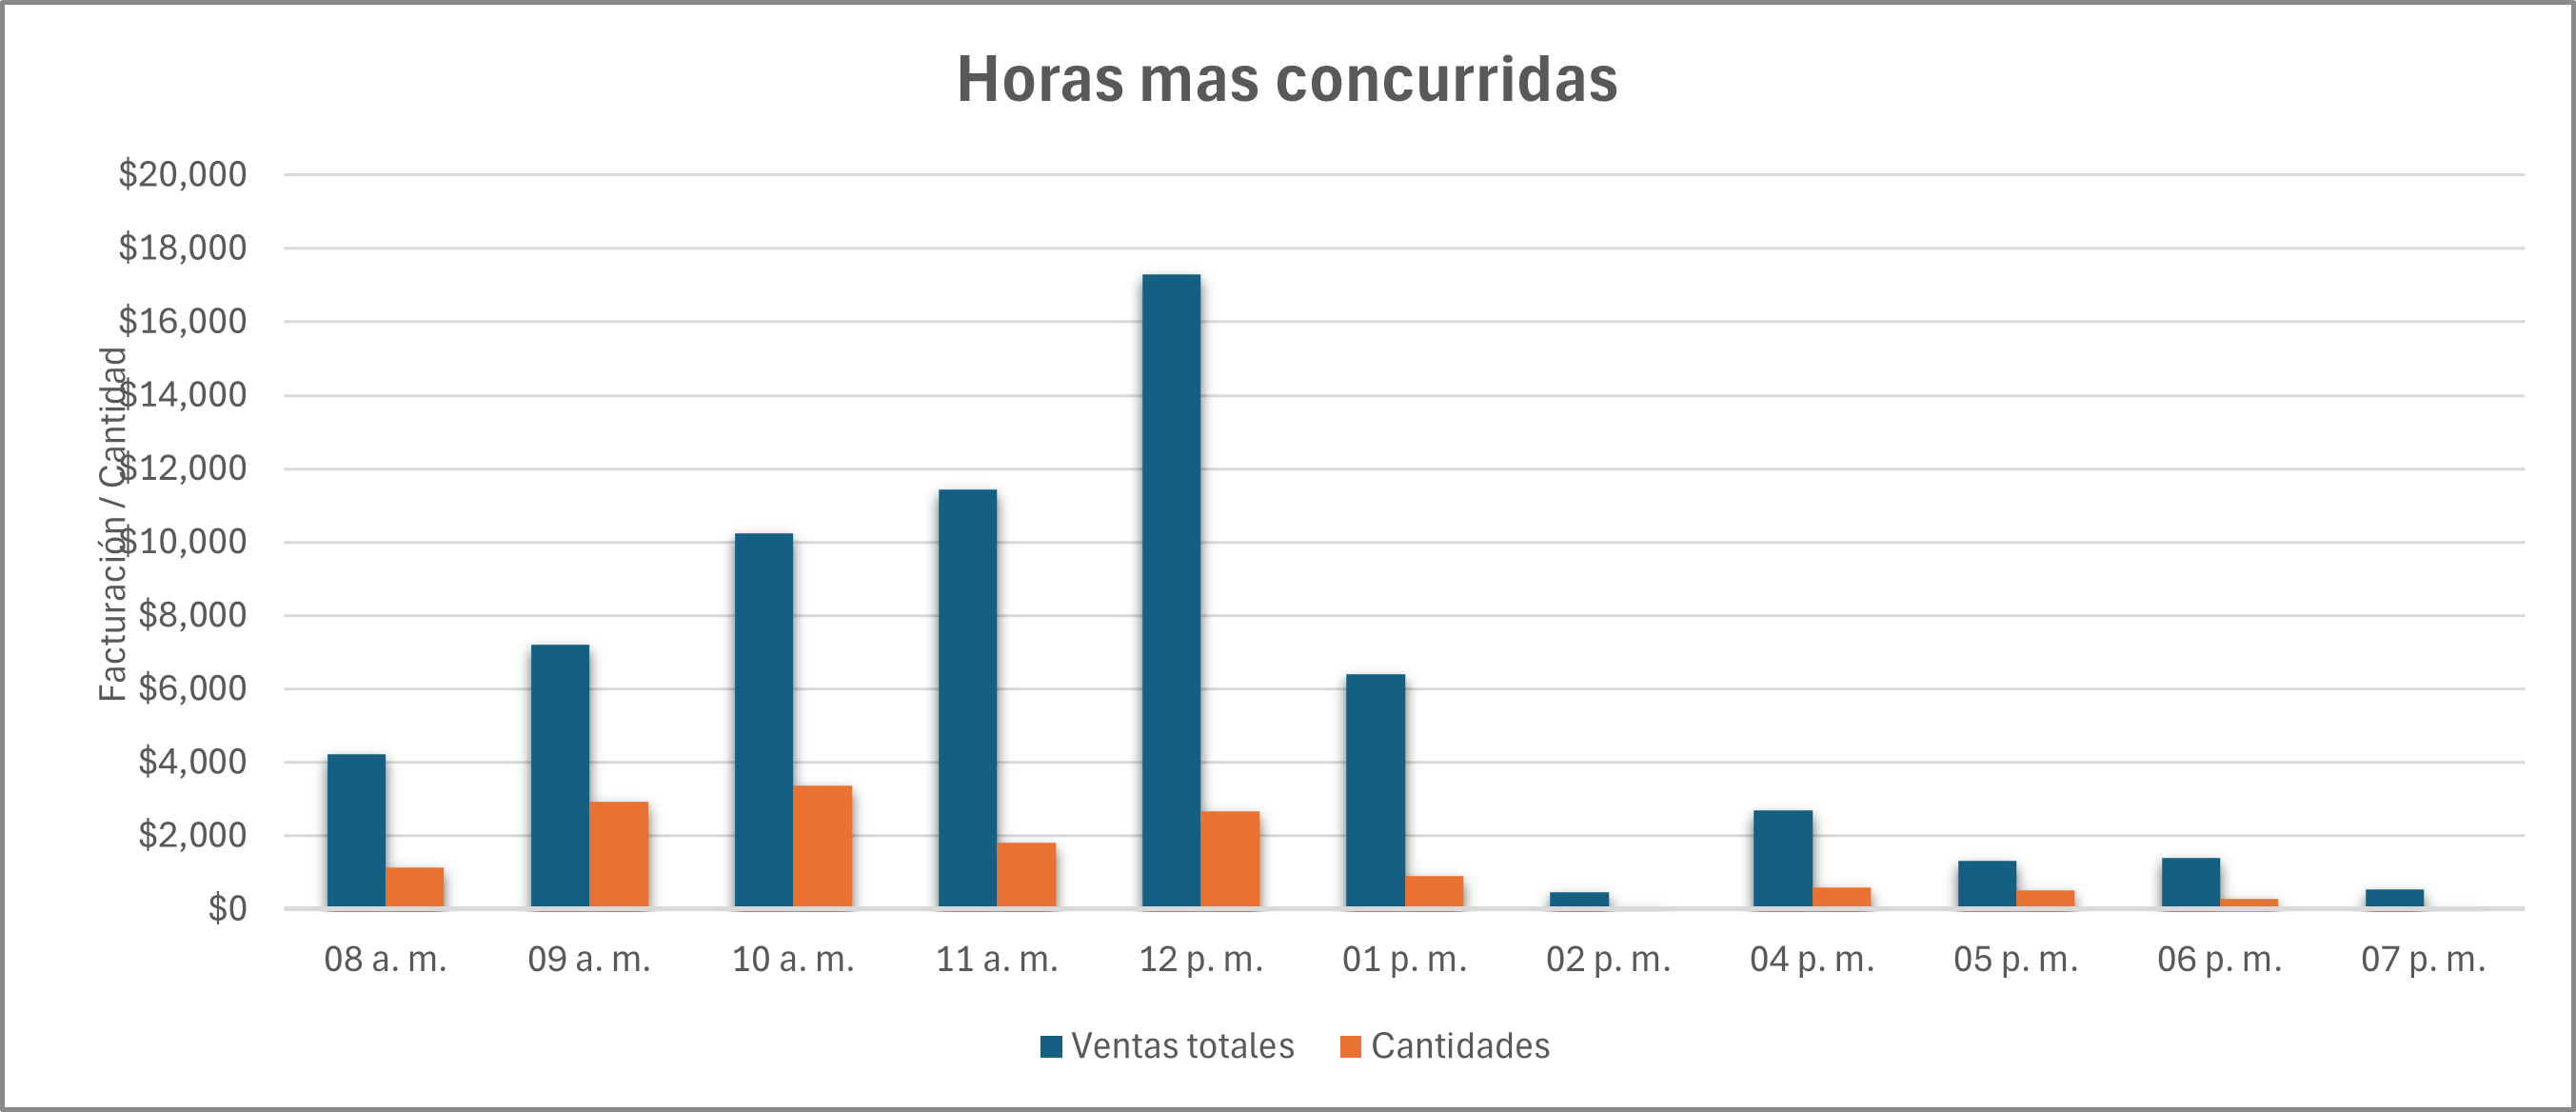 Horas mas concurridas
Facturación / Cantidad
$20,000
$18,000
$16,000
$14,000
$12,000
$10,000
$8,000
$6,000
$4,000
$2,000
$0
08 a. m.
09 a. m.
10 a. m.
11 a. m.
12 p. m.
01 p. m.
02 p. m.
04 p. m.
05 p. m.
06 p. m.
07 p. m.
Ventas totales
Cantidades